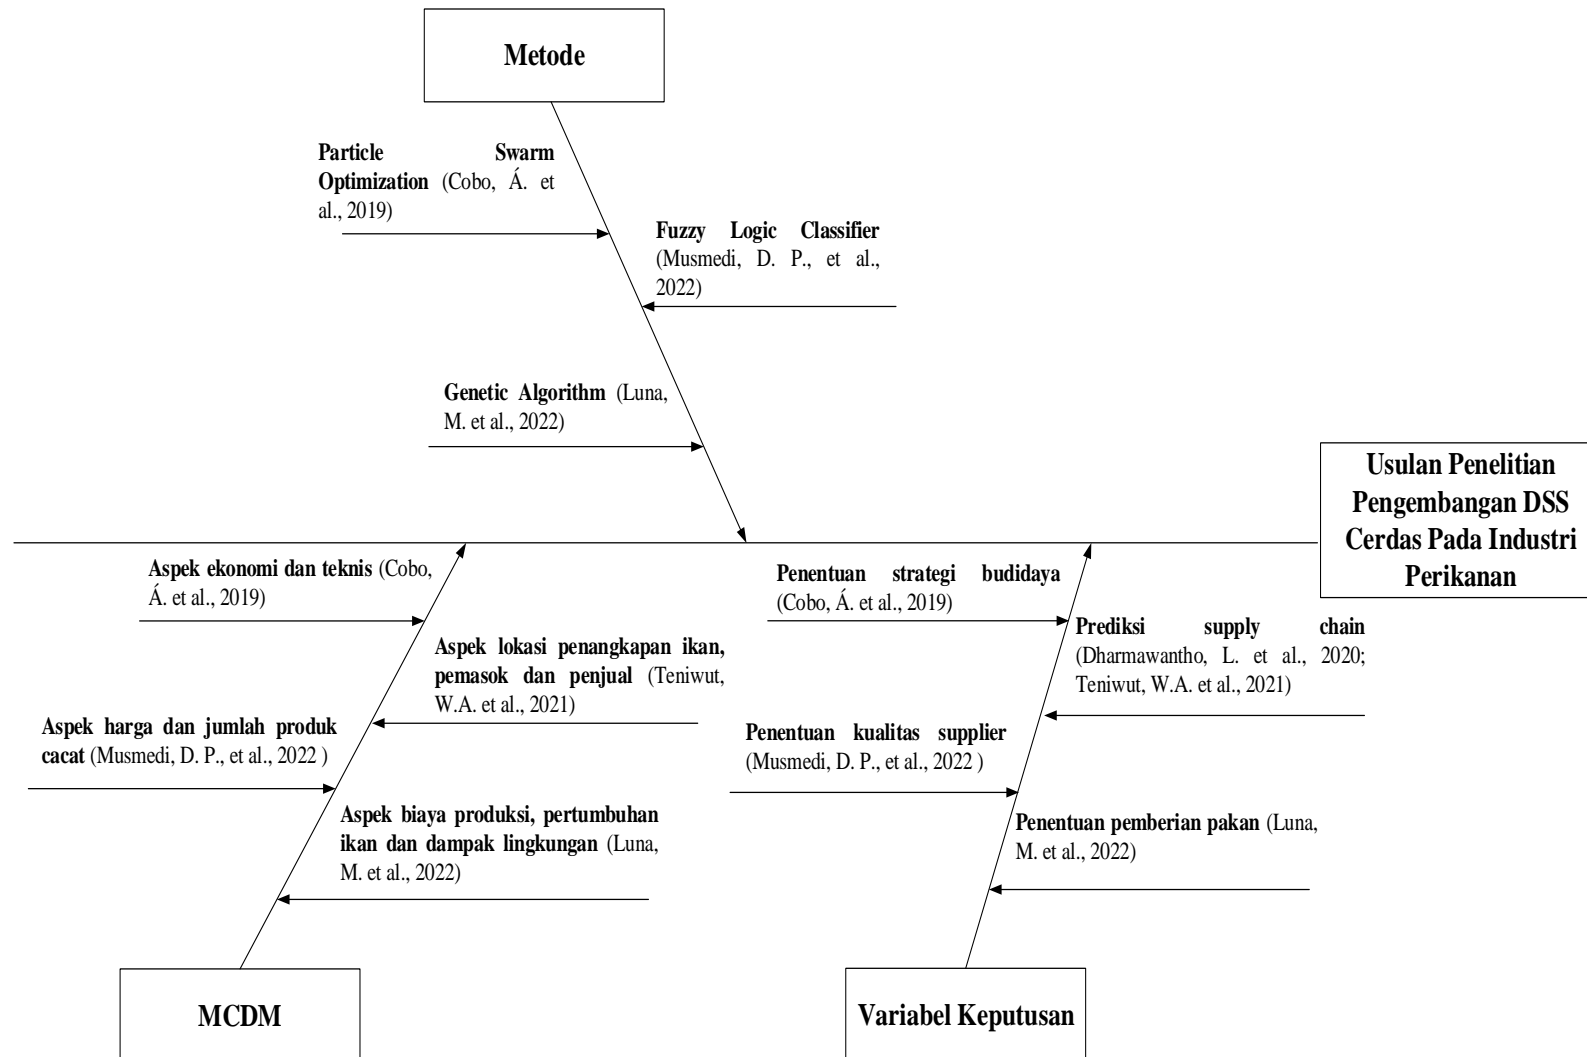 Metode
Particle Swarm
Optimization (Cobo, Á. et
al., 2019)
Fuzzy Logic Classifier
(Musmedi, D. P., et al.,
2022)
Genetic Algorithm (Luna,
M. et al., 2022)
Usulan Penelitian
Pengembangan DSS
Cerdas Pada Industri
Perikanan
Aspek ekonomi dan teknis (Cobo,
Á. et al., 2019)
Aspek lokasi penangkapan ikan,
pemasok dan penjual (Teniwut,
W.A. et al., 2021)
Aspek harga dan jumlah produk
cacat (Musmedi, D. P., et al., 2022 )
Aspek biaya produksi, pertumbuhan
ikan dan dampak lingkungan (Luna,
M. et al., 2022)
MCDM
Penentuan strategi budidaya
(Cobo, Á. et al., 2019)
Prediksi supply chain
(Dharmawantho, L. et al., 2020;
Teniwut, W.A. et al., 2021)
Penentuan kualitas supplier
(Musmedi, D. P., et al., 2022 )
Penentuan pemberian pakan (Luna,
M. et al., 2022)
Variabel Keputusan